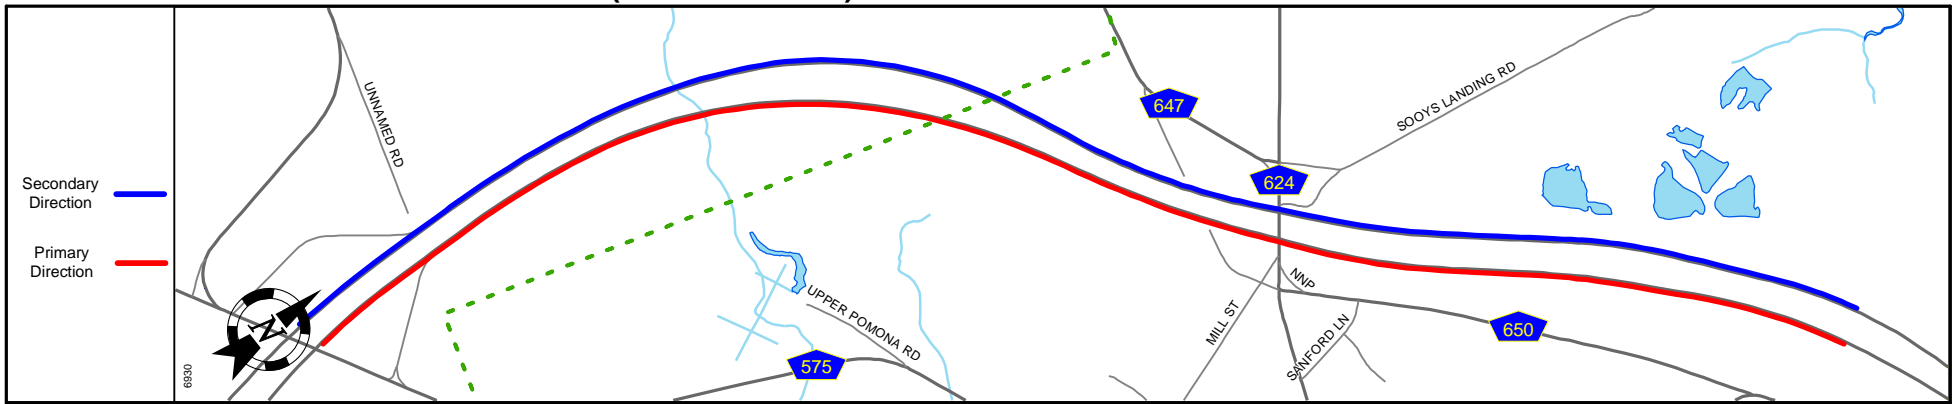 Secondary
Direction
Primary
Direction
UNNAMED RD
6930
N
UPPER POMONA RD
575
647
624
SOOYS LANDING RD
NNP
MILL ST
SANFORD LN
650